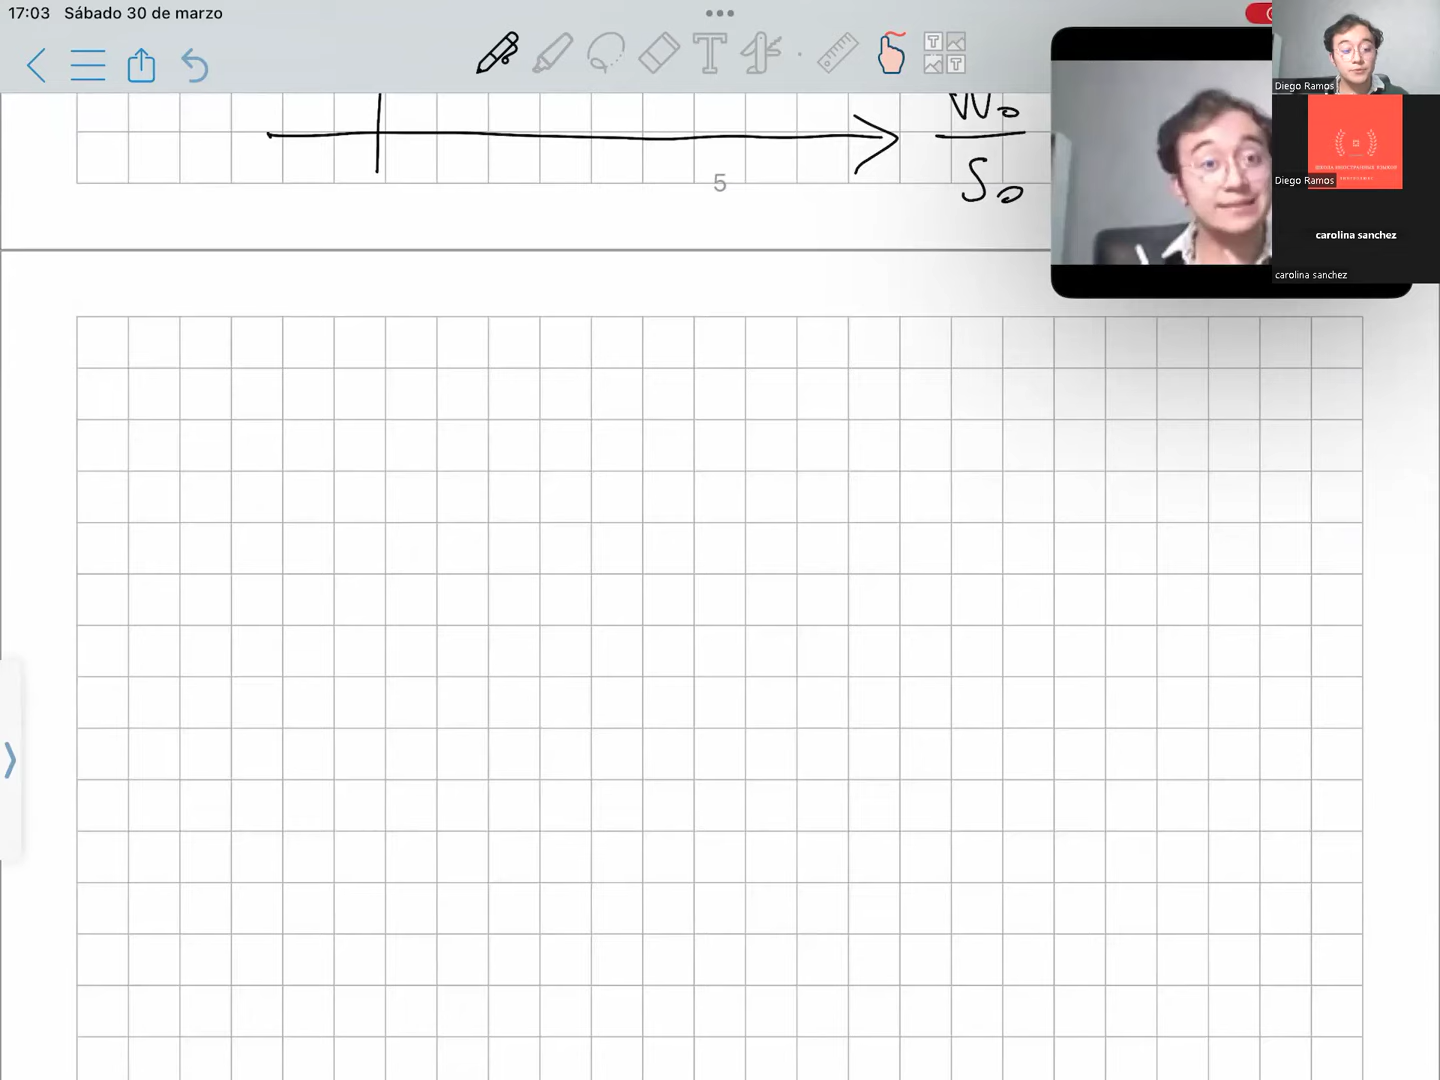 17:03 Sábado 30 de marzo
W₀
S₀
5
Diego Ramos
Diego Ramos
carolina sanchez
carolina sanchez
T
T
T